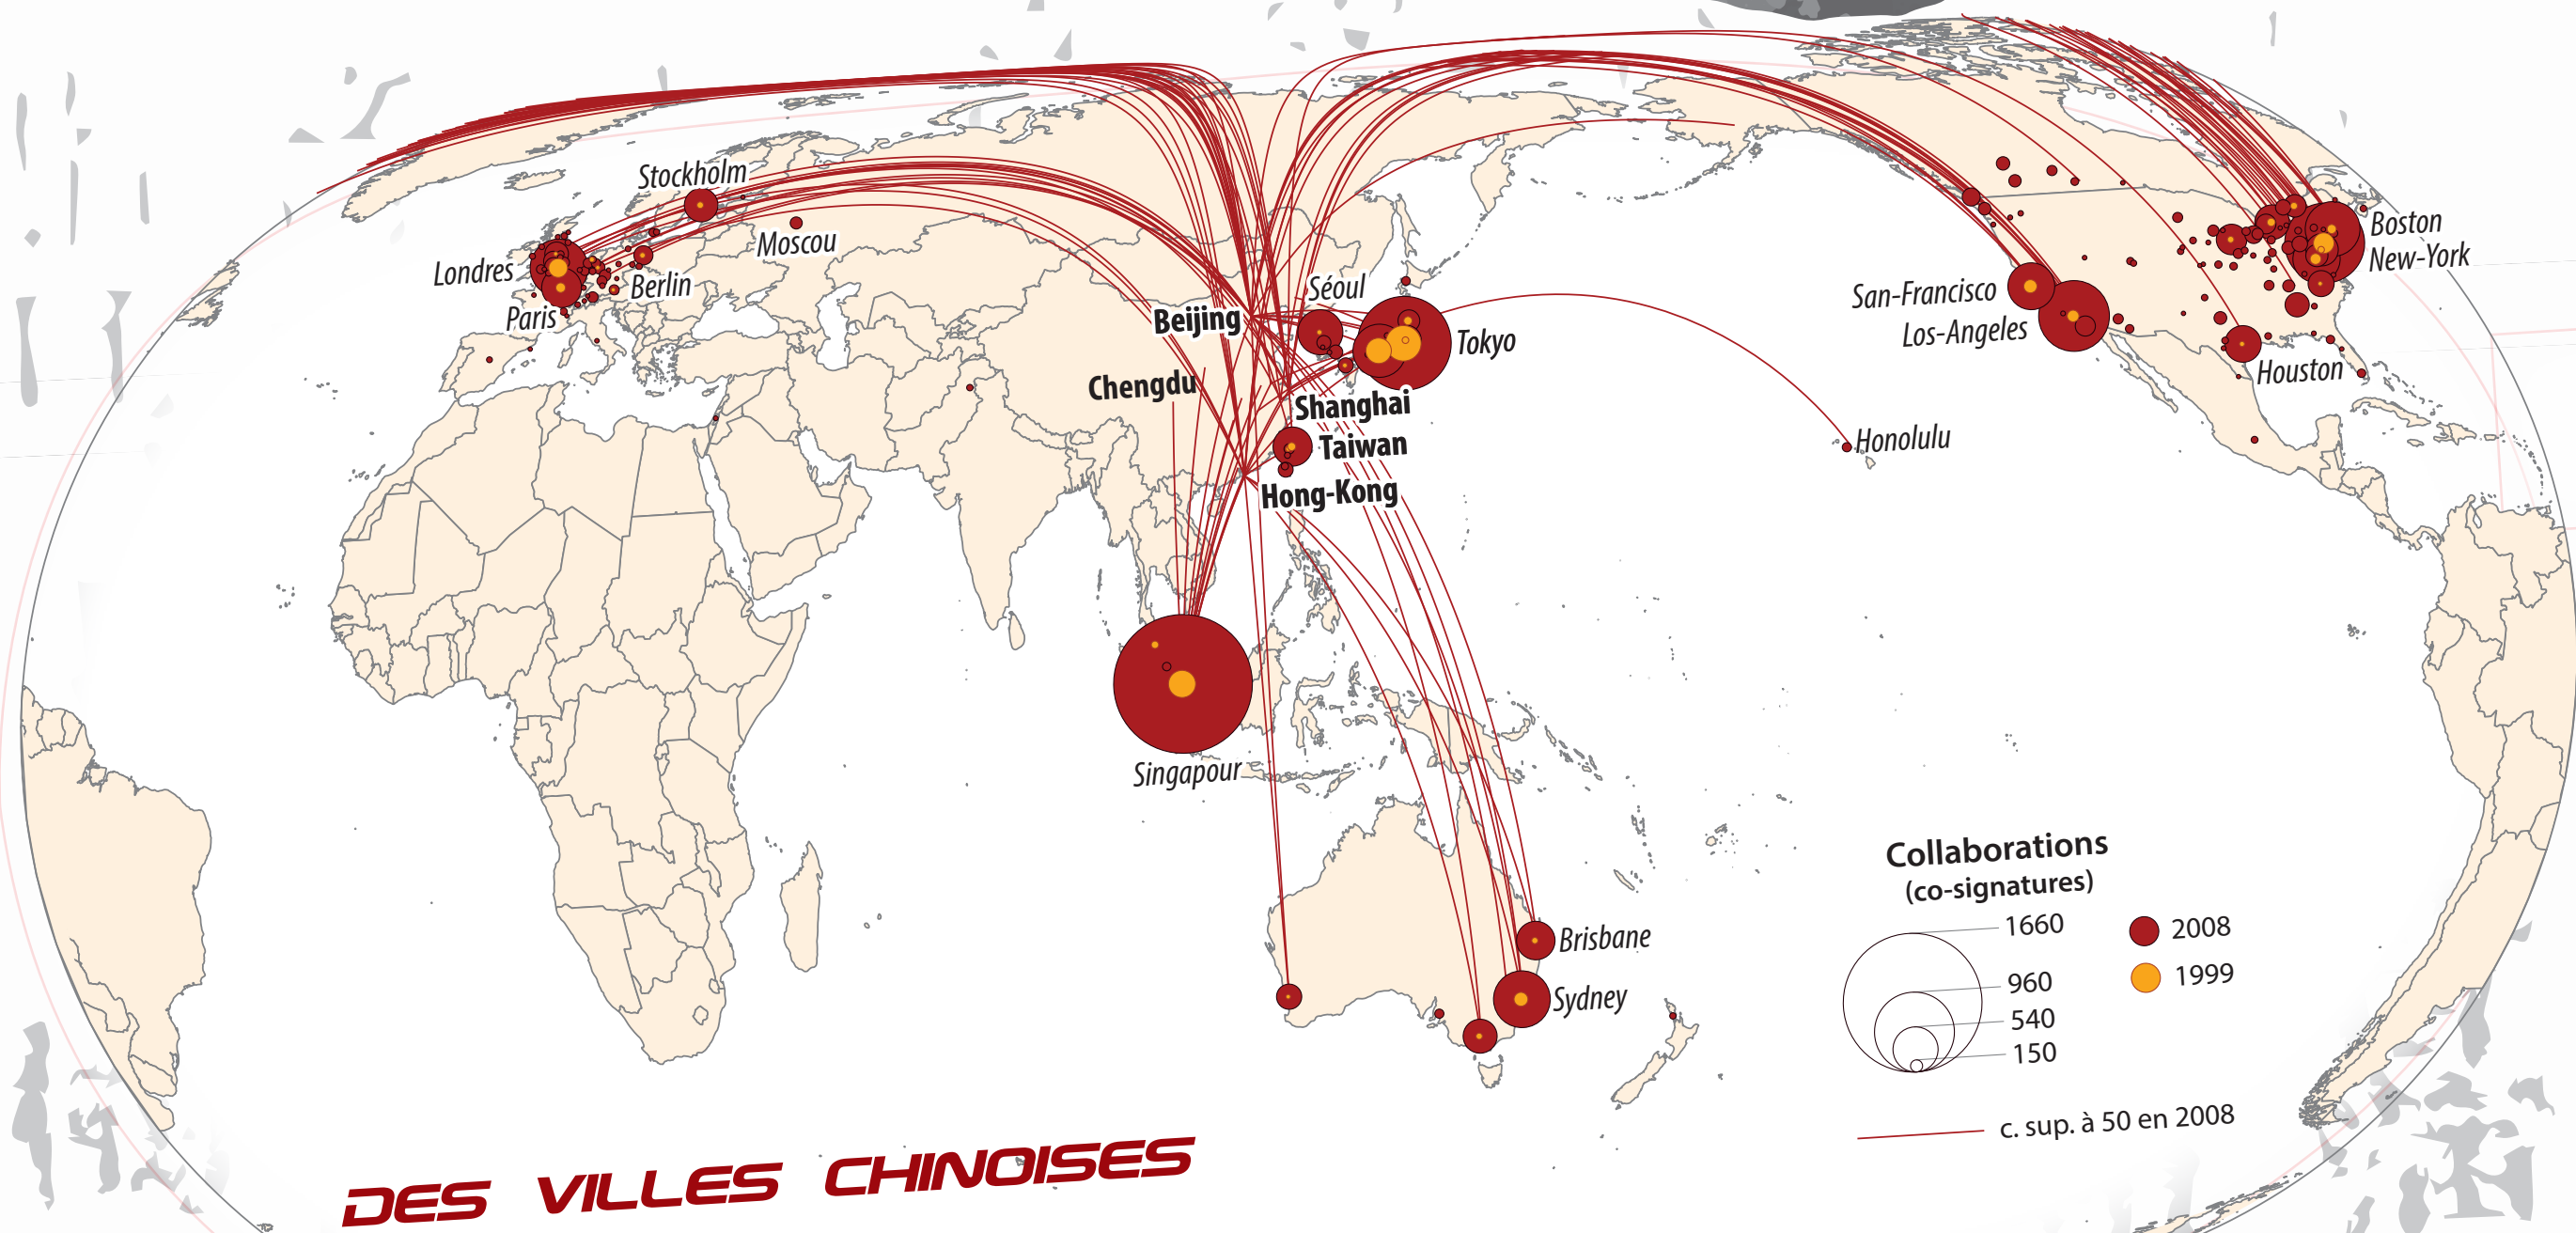 Stockholm
Moscou
Londres
Berlin
Paris
Beijing
Séoul
Tokyo
Chengdu
Shanghai
Taiwan
Hong-Kong
Singapour
Honolulu
San-Francisco
Los-Angeles
Houston
Boston
New-York
Brisbane
Sydney
Collaborations
(co-signatures)
1660
960
540
150
2008
1999
c. sup. à 50 en 2008
DES VILLES CHINOISES